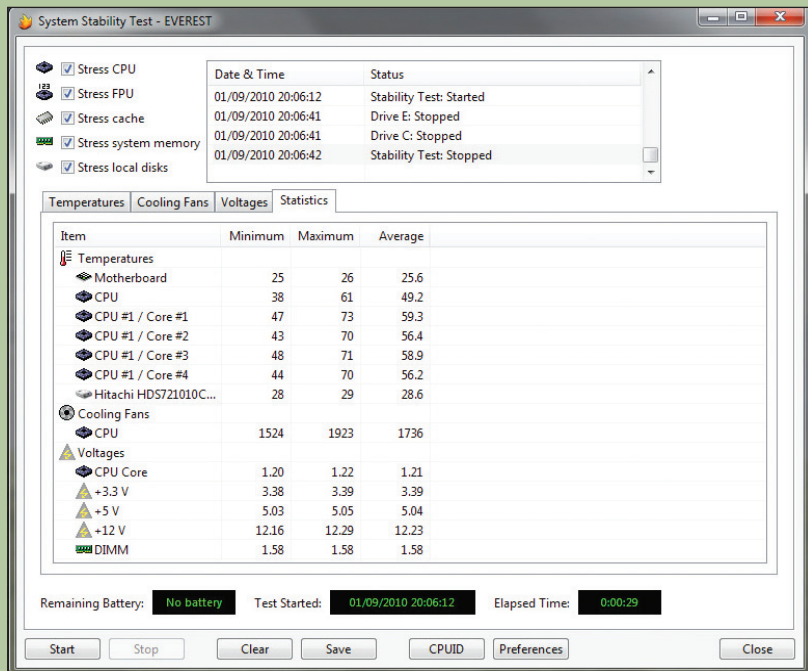 System Stability Test - EVEREST
Stress CPU
123
Stress FPU
Stress cache
Stress system memory
Stress local disks
Date & Time Status
01/09/2010 20:06:12 Stability Test: Started
01/09/2010 20:06:41 Drive E: Stopped
01/09/2010 20:06:41 Drive C: Stopped
01/09/2010 20:06:42 Stability Test: Stopped
Temperatures Cooling Fans Voltages Statistics
Item Minimum Maximum Average
Temperatures
Motherboard 25 26 25.6
CPU 38 61 49.2
CPU #1 / Core #1 47 73 59.3
CPU #1 / Core #2 43 70 56.4
CPU #1 / Core #3 48 71 58.9
CPU #1 / Core #4 44 70 56.2
Hitachi HDS721010C... 28 29 28.6
Cooling Fans
CPU 1524 1923 1736
Voltages
CPU Core 1.20 1.22 1.21
+3.3 V 3.38 3.39 3.39
+5 V 5.03 5.05 5.04
+12 V 12.16 12.29 12.23
DIMM 1.58 1.58 1.58
Remaining Battery: No battery Test Started: 01/09/2010 20:06:12 Elapsed Time: 0:00:29
Start Stop Clear Save CPUID Preferences Close